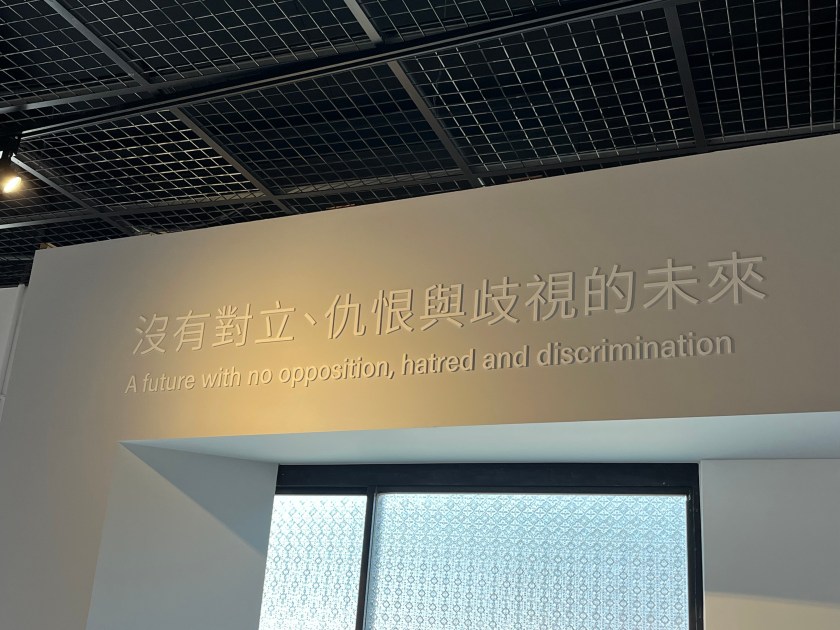 沒有對立、仇恨與歧視的未來
A future with no opposition, hatred and discrimination